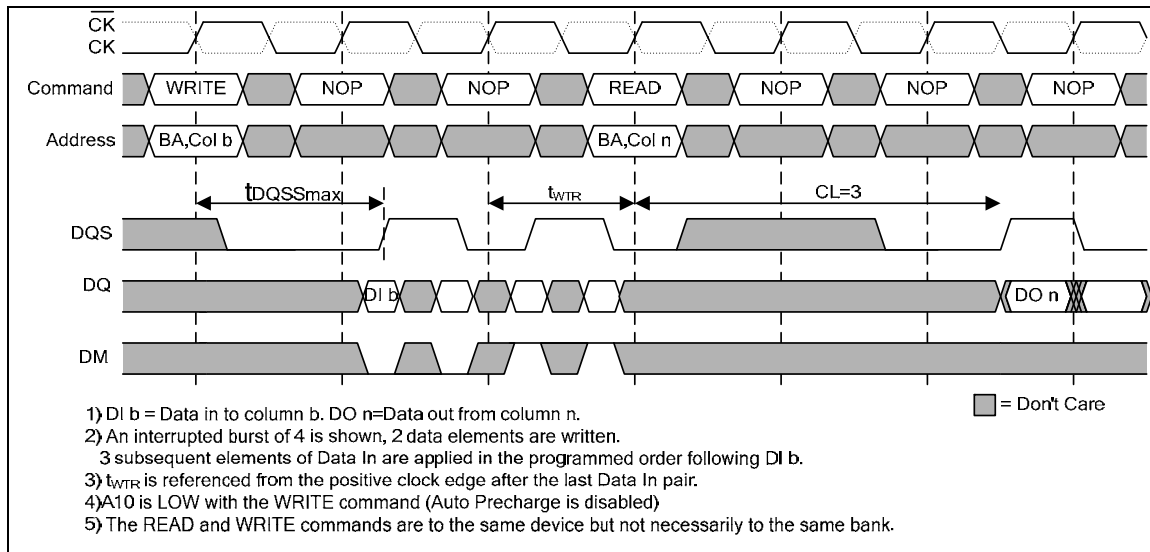 CK
CK
Command WRITE NOP NOP READ NOP NOP NOP
Address BA,Col b BA,Col n
tDQSSmax tWTR CL=3
DQS
DQ DI b DO n
DM
1) DI b = Data in to column b. DO n=Data out from column n.
= Don't Care
2) An interrupted burst of 4 is shown, 2 data elements are written.
3 subsequent elements of Data In are applied in the programmed order following DI b.
3) tWTR is referenced from the positive clock edge after the last Data In pair.
4)A10 is LOW with the WRITE command (Auto Precharge is disabled)
5) The READ and WRITE commands are to the same device but not necessarily to the same bank.